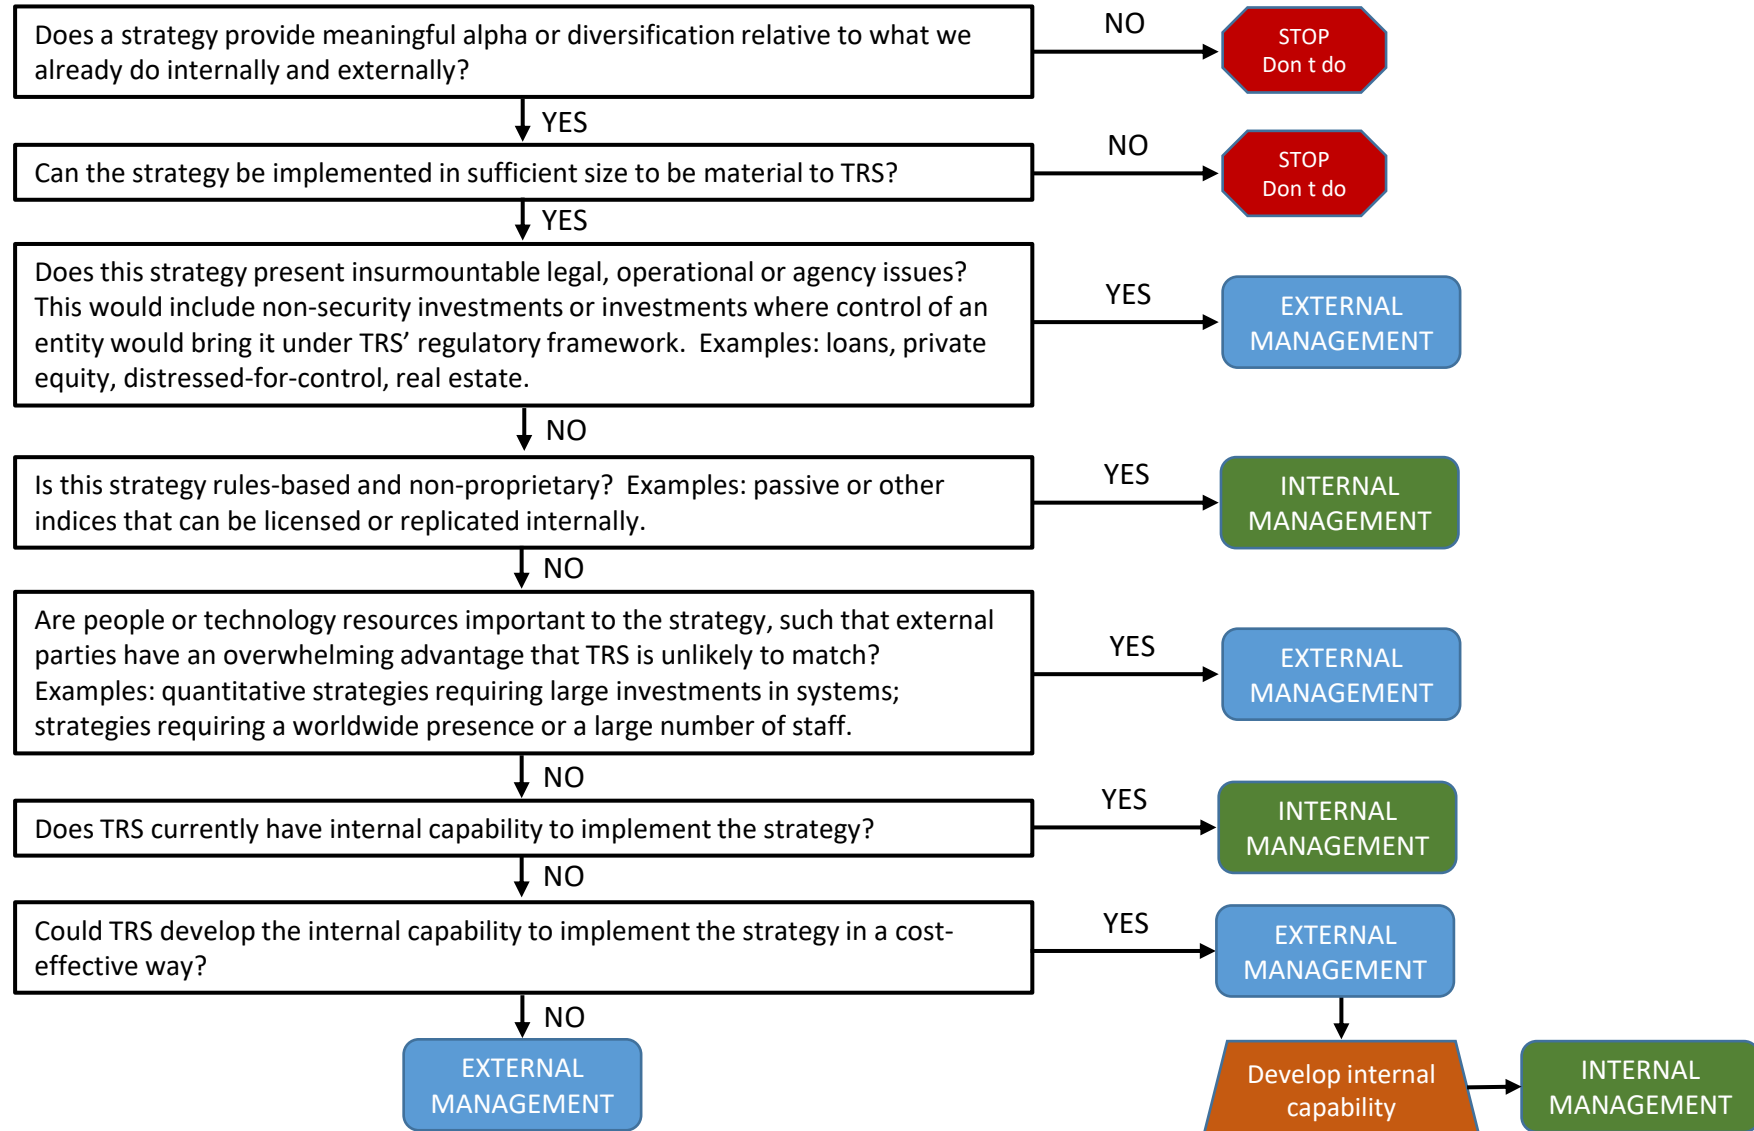 Does a strategy provide meaningful alpha or diversification relative to what we
already do internally and externally?
NO
STOP
Don t do
YES
Can the strategy be implemented in sufficient size to be material to TRS?
NO
STOP
Don t do
YES
Does this strategy present insurmountable legal, operational or agency issues?
This would include non-security investments or investments where control of an
entity would bring it under TRS’ regulatory framework.  Examples: loans, private
equity, distressed-for-control, real estate.
YES
EXTERNAL
MANAGEMENT
NO
Is this strategy rules-based and non-proprietary?  Examples: passive or other
indices that can be licensed or replicated internally.
YES
INTERNAL
MANAGEMENT
NO
Are people or technology resources important to the strategy, such that external
parties have an overwhelming advantage that TRS is unlikely to match?
Examples: quantitative strategies requiring large investments in systems;
strategies requiring a worldwide presence or a large number of staff.
YES
EXTERNAL
MANAGEMENT
NO
Does TRS currently have internal capability to implement the strategy?
YES
INTERNAL
MANAGEMENT
NO
Could TRS develop the internal capability to implement the strategy in a cost-
effective way?
YES
EXTERNAL
MANAGEMENT
NO
EXTERNAL
MANAGEMENT
Develop internal
capability
INTERNAL
MANAGEMENT